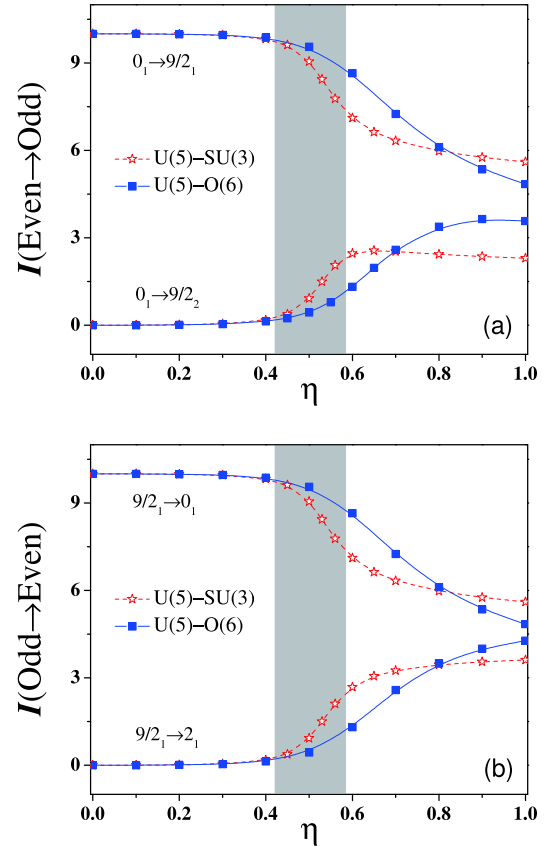 I(Even→Odd)
9
6
3
0
0₁→9/2₁
U(5)–SU(3)
U(5)–O(6)
0₁→9/2₂
(a)
0.0 0.2 0.4 0.6 0.8 1.0
η
I(Odd→Even)
9
6
3
0
9/2₁→0₁
U(5)–SU(3)
U(5)–O(6)
9/2₁→2₁
(b)
0.0 0.2 0.4 0.6 0.8 1.0
η